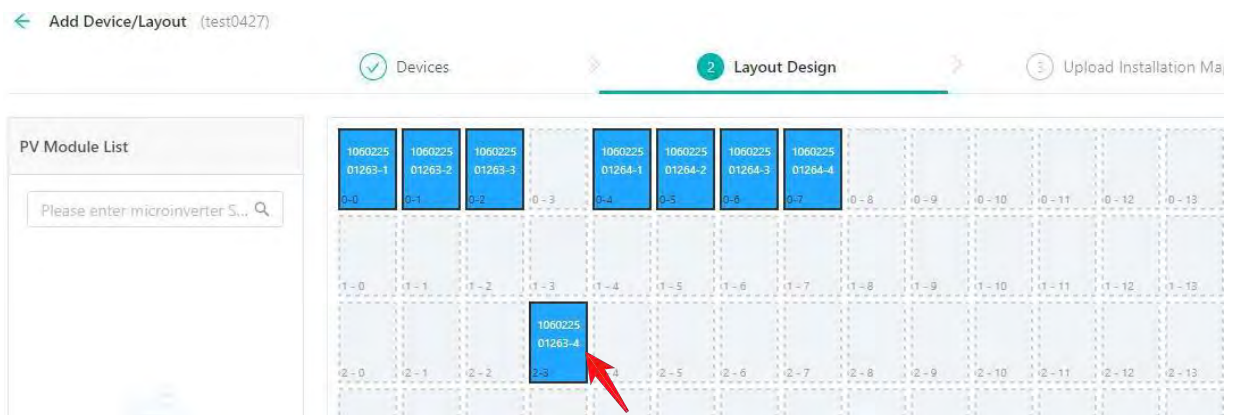 Add Device/Layout (test0427)
Devices
2 Layout Design
3 Upload Installation Ma
PV Module List
Please enter microinverter S...
1060225
01263-1
0-0
1060225
01263-2
0-1
1060225
01263-3
0-2
0 - 3
1060225
01264-1
0-4
1060225
01264-2
0-5
1060225
01264-3
0-6
1060225
01264-4
0-7
0 - 8
0 - 9
0 - 10
0 - 11
0 - 12
0 - 13
1 - 0
1 - 1
1 - 2
1 - 3
1 - 4
1 - 5
1 - 6
1 - 7
1 - 8
1 - 9
1 - 10
1 - 11
1 - 12
1 - 13
2 - 0
2 - 1
2 - 2
1060225
01263-4
2-3
4
2 - 5
2 - 6
2 - 7
2 - 8
2 - 9
2 - 10
2 - 11
2 - 12
2 - 13